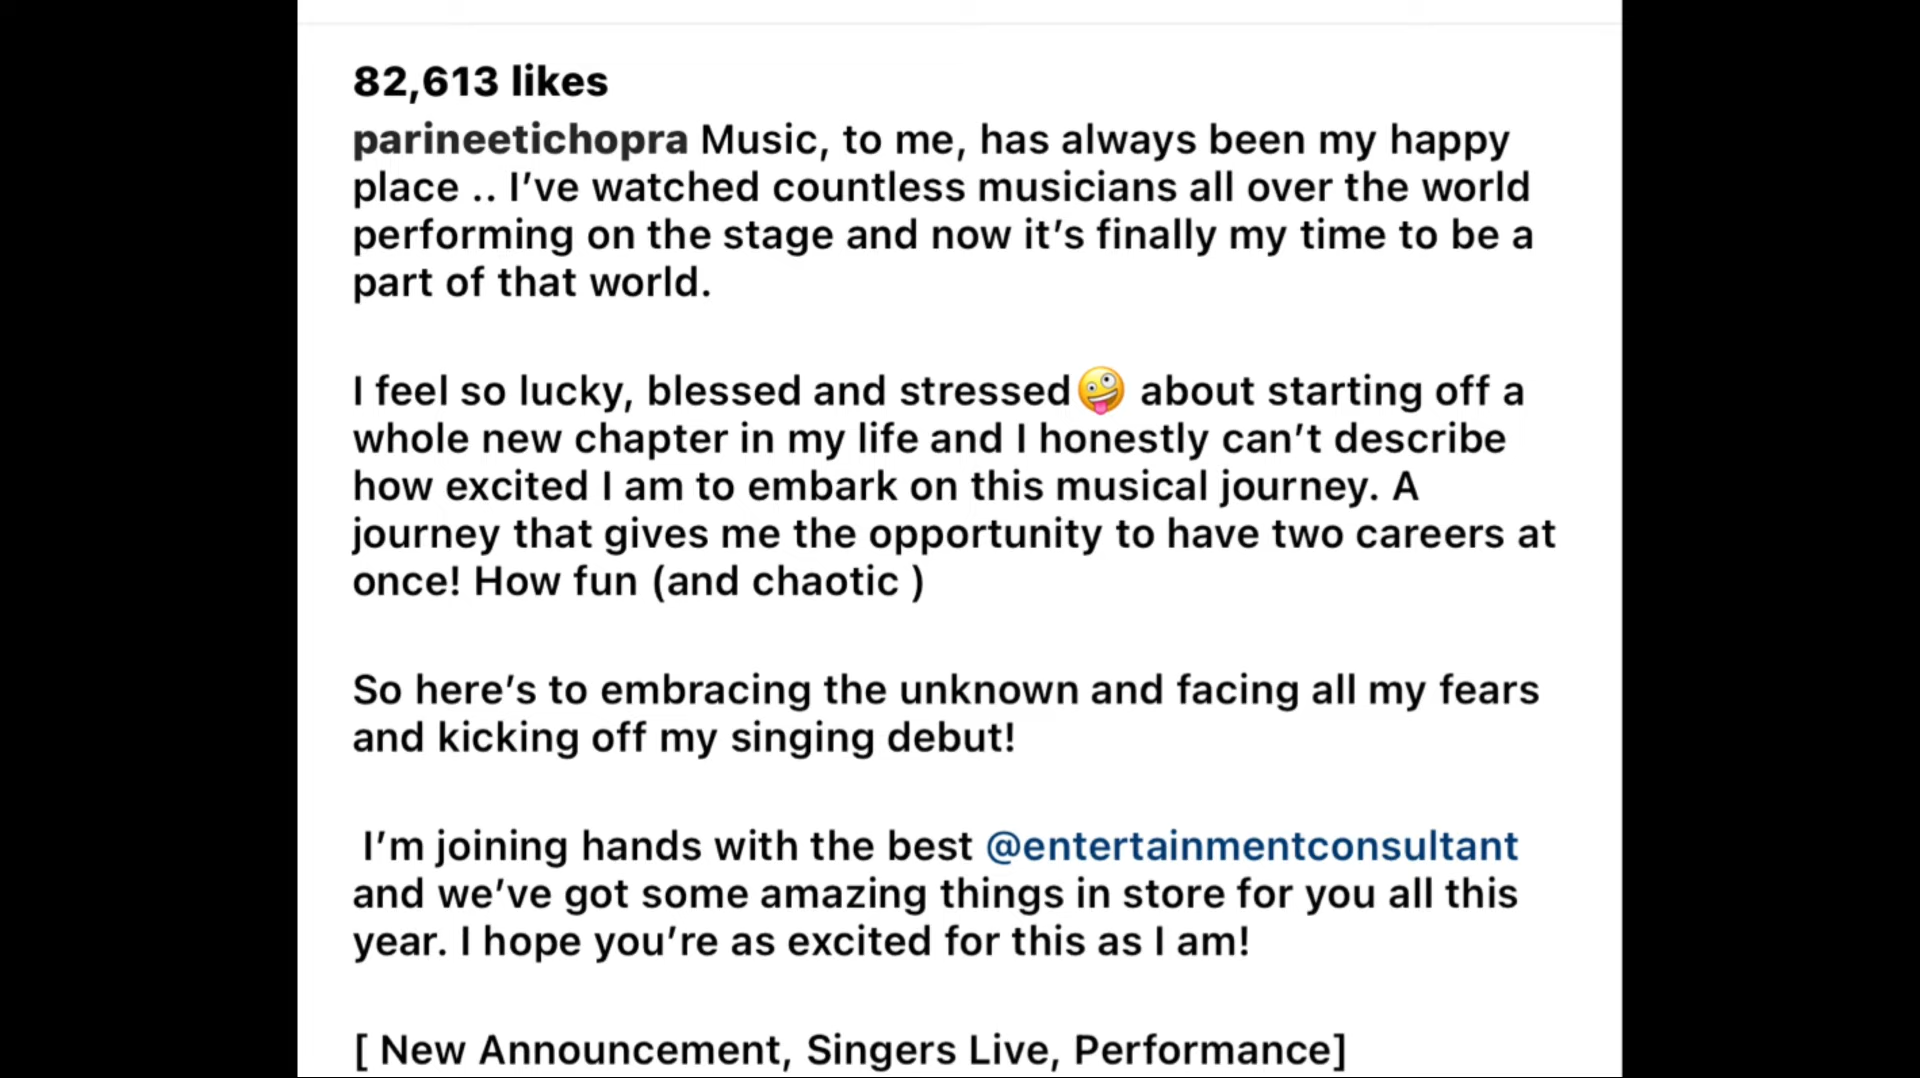 82,613 likes
parineetichopra Music, to me, has always been my happy
place .. I’ve watched countless musicians all over the world
performing on the stage and now it’s finally my time to be a
part of that world.
I feel so lucky, blessed and stressed🤪 about starting off a
whole new chapter in my life and I honestly can’t describe
how excited I am to embark on this musical journey. A
journey that gives me the opportunity to have two careers at
once! How fun (and chaotic )
So here’s to embracing the unknown and facing all my fears
and kicking off my singing debut!
I’m joining hands with the best @entertainmentconsultant
and we’ve got some amazing things in store for you all this
year. I hope you’re as excited for this as I am!
[ New Announcement, Singers Live, Performance]